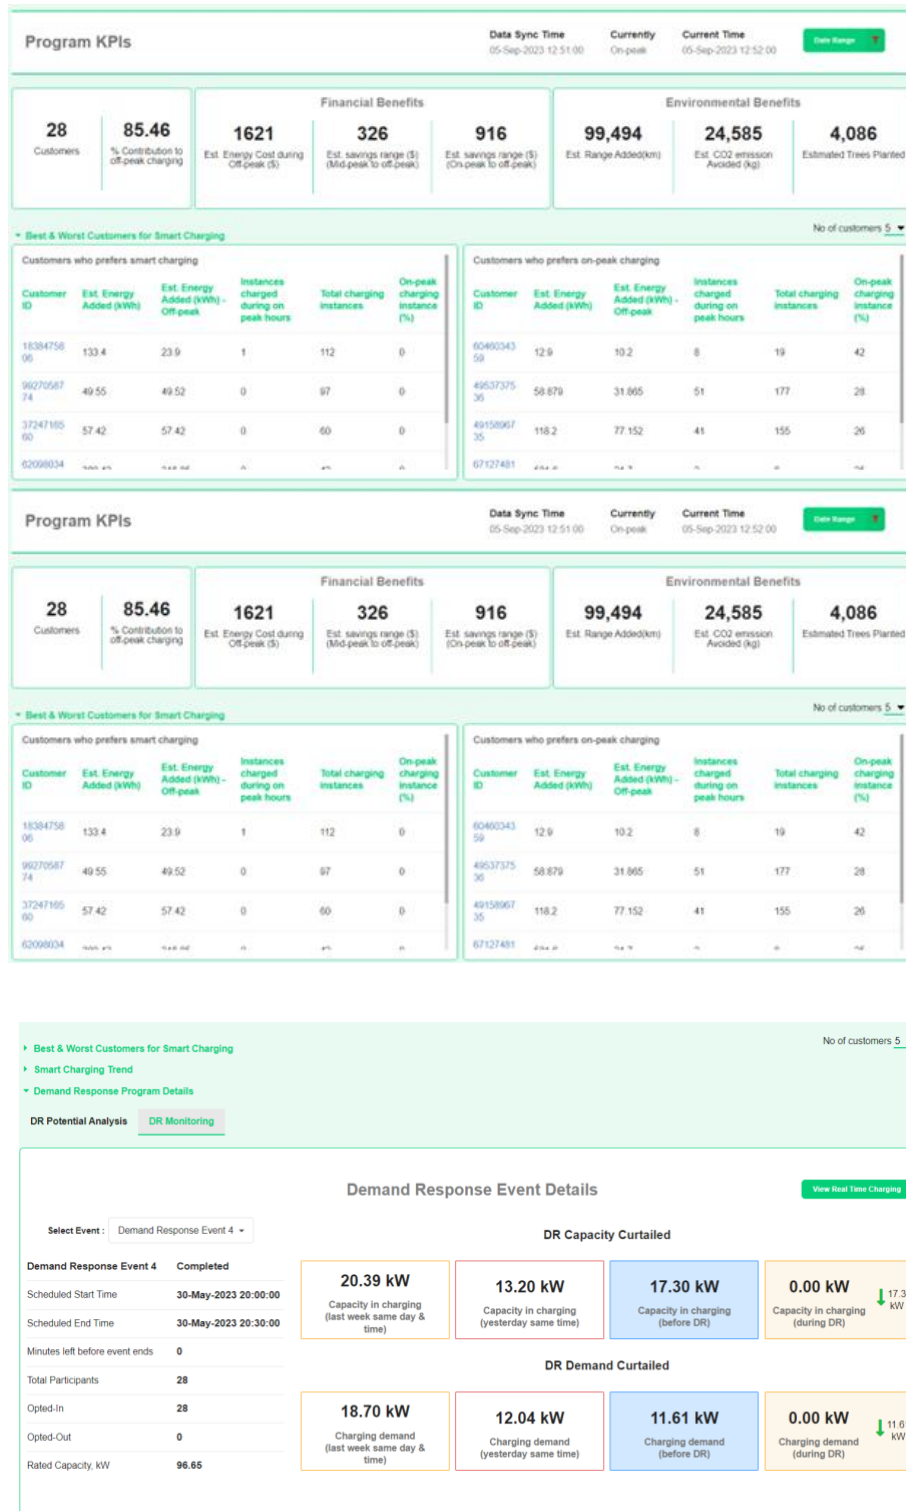 Program KPIs
Data Sync Time Currently Current Time
05-Sep-2023 12:51:00 On-peak 05-Sep-2023 12:52:00
Date Range
Financial Benefits Environmental Benefits
28 85.46 1621 326 916 99,494 24,585 4,086
Customers
% Contribution to
off-peak charging
Est. Energy Cost during
Off-peak ($)
Est. savings range ($)
(Mid-peak to off-peak)
Est. savings range ($)
(On-peak to off-peak)
Est. Range Added(km)
Est. CO2 emission
Avoided (kg)
Estimated Trees Planted
No of customers 5
Best & Worst Customers for Smart Charging
Customers who prefers smart charging
Customer
ID
Est. Energy
Added (kWh)
Est. Energy
Added (kWh) -
Off-peak
Instances
charged
during on
peak hours
Total charging
instances
On-peak
charging
instance
(%)
18384758
06
133.4 23.9 1 112 0
99270587
74
49.55 49.52 0 97 0
37247165
60
57.42 57.42 0 60 0
62098034
Customers who prefers on-peak charging
Customer
ID
Est. Energy
Added (kWh)
Est. Energy
Added (kWh) -
Off-peak
Instances
charged
during on
peak hours
Total charging
instances
On-peak
charging
instance
(%)
60460343
59
12.9 10.2 8 19 42
49537375
36
58.879 31.865 51 177 28
49158967
35
118.2 77.152 41 155 26
67127481
Program KPIs
Data Sync Time Currently Current Time
05-Sep-2023 12:51:00 On-peak 05-Sep-2023 12:52:00
Date Range
Financial Benefits Environmental Benefits
28 85.46 1621 326 916 99,494 24,585 4,086
Customers
% Contribution to
off-peak charging
Est. Energy Cost during
Off-peak ($)
Est. savings range ($)
(Mid-peak to off-peak)
Est. savings range ($)
(On-peak to off-peak)
Est. Range Added(km)
Est. CO2 emission
Avoided (kg)
Estimated Trees Planted
No of customers 5
Best & Worst Customers for Smart Charging
Customers who prefers smart charging
Customer
ID
Est. Energy
Added (kWh)
Est. Energy
Added (kWh) -
Off-peak
Instances
charged
during on
peak hours
Total charging
instances
On-peak
charging
instance
(%)
18384758
06
133.4 23.9 1 112 0
99270587
74
49.55 49.52 0 97 0
37247165
60
57.42 57.42 0 60 0
62098034
Customers who prefers on-peak charging
Customer
ID
Est. Energy
Added (kWh)
Est. Energy
Added (kWh) -
Off-peak
Instances
charged
during on
peak hours
Total charging
instances
On-peak
charging
instance
(%)
60460343
59
12.9 10.2 8 19 42
49537375
36
58.879 31.865 51 177 28
49158967
35
118.2 77.152 41 155 26
67127481
No of customers 5
Best & Worst Customers for Smart Charging
Smart Charging Trend
Demand Response Program Details
DR Potential Analysis DR Monitoring
Demand Response Event Details
View Real Time Charging
Select Event : Demand Response Event 4
Demand Response Event 4 Completed
Scheduled Start Time 30-May-2023 20:00:00
Scheduled End Time 30-May-2023 20:30:00
Minutes left before event ends 0
Total Participants 28
Opted-In 28
Opted-Out 0
Rated Capacity, kW 96.65
DR Capacity Curtailed
20.39 kW
Capacity in charging
(last week same day &
time)
13.20 kW
Capacity in charging
(yesterday same time)
17.30 kW
Capacity in charging
(before DR)
0.00 kW
Capacity in charging
(during DR)
17.3
kW
DR Demand Curtailed
18.70 kW
Charging demand
(last week same day &
time)
12.04 kW
Charging demand
(yesterday same time)
11.61 kW
Charging demand
(before DR)
0.00 kW
Charging demand
(during DR)
11.6
kW